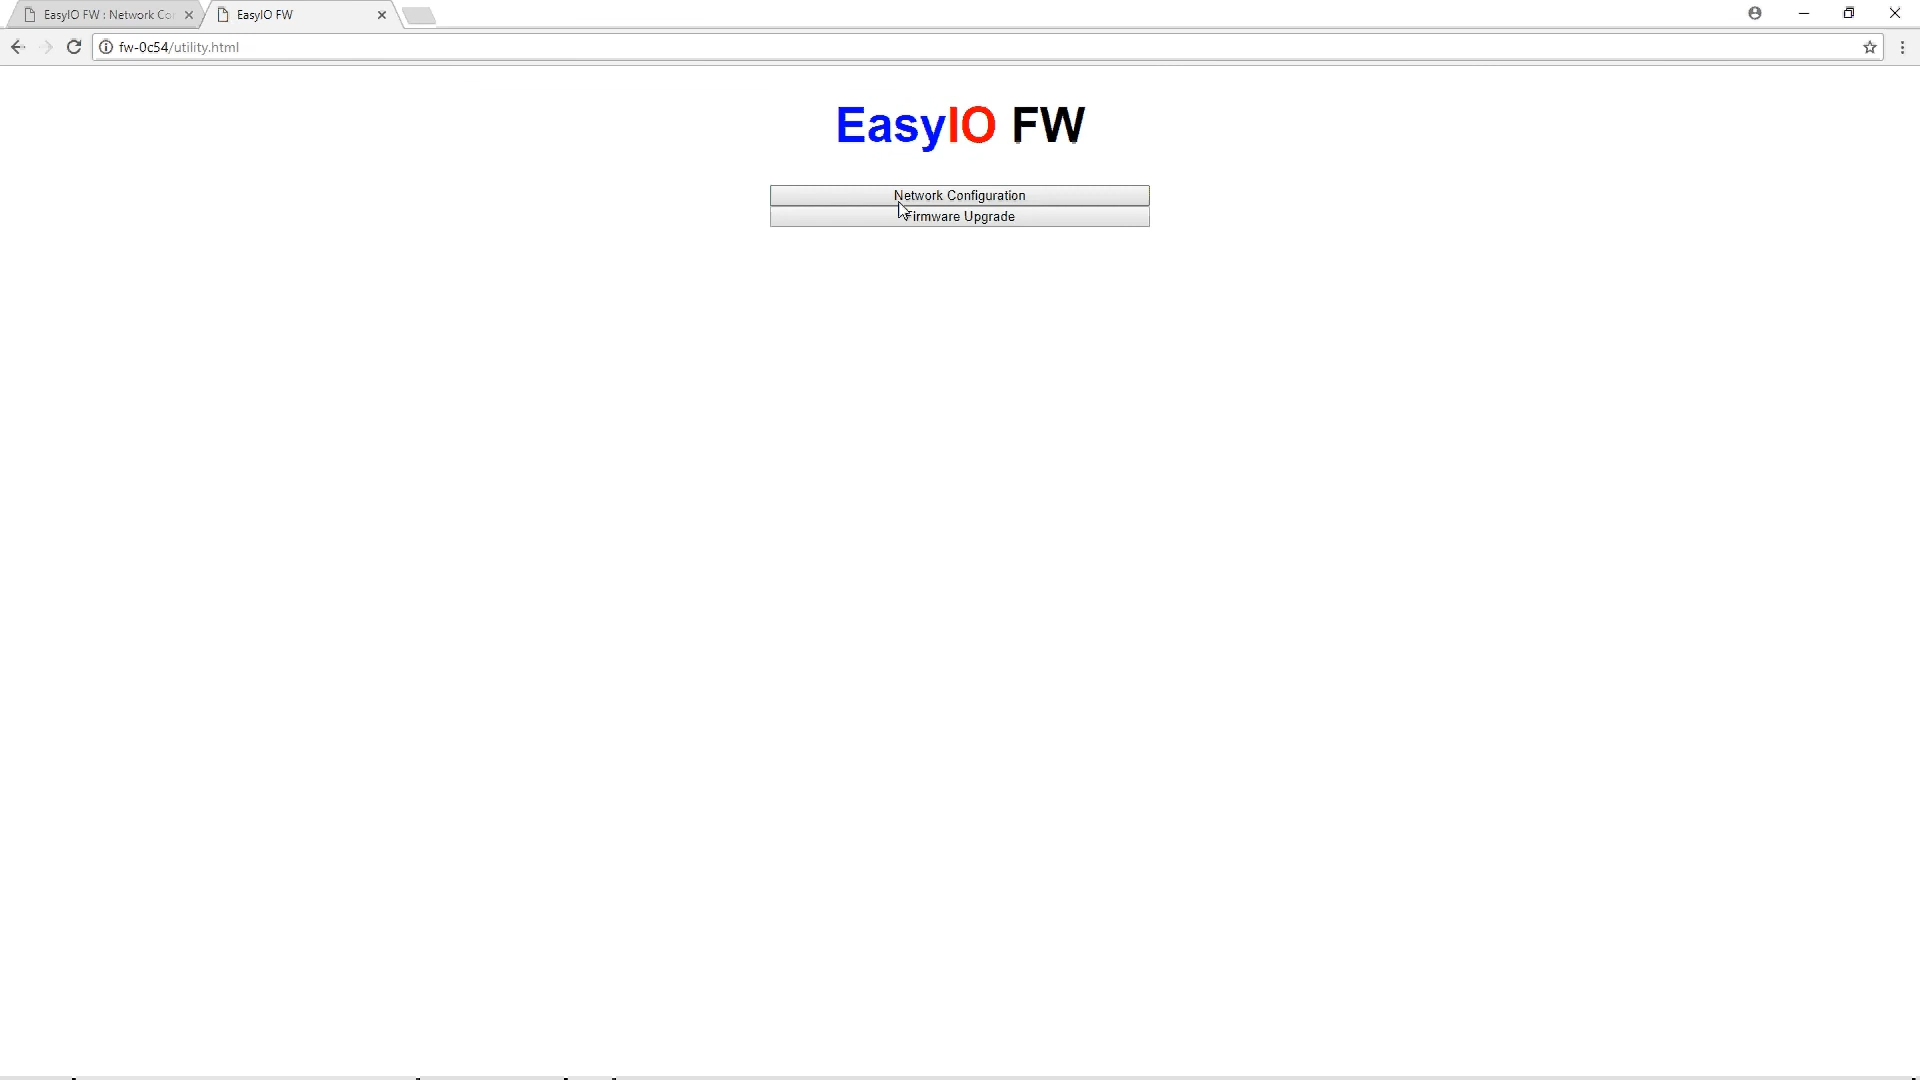 EasyIO FW : Network Co
EasyIO FW
fw-0c54/utility.html
EasyIO FW
Network Configuration
Firmware Upgrade